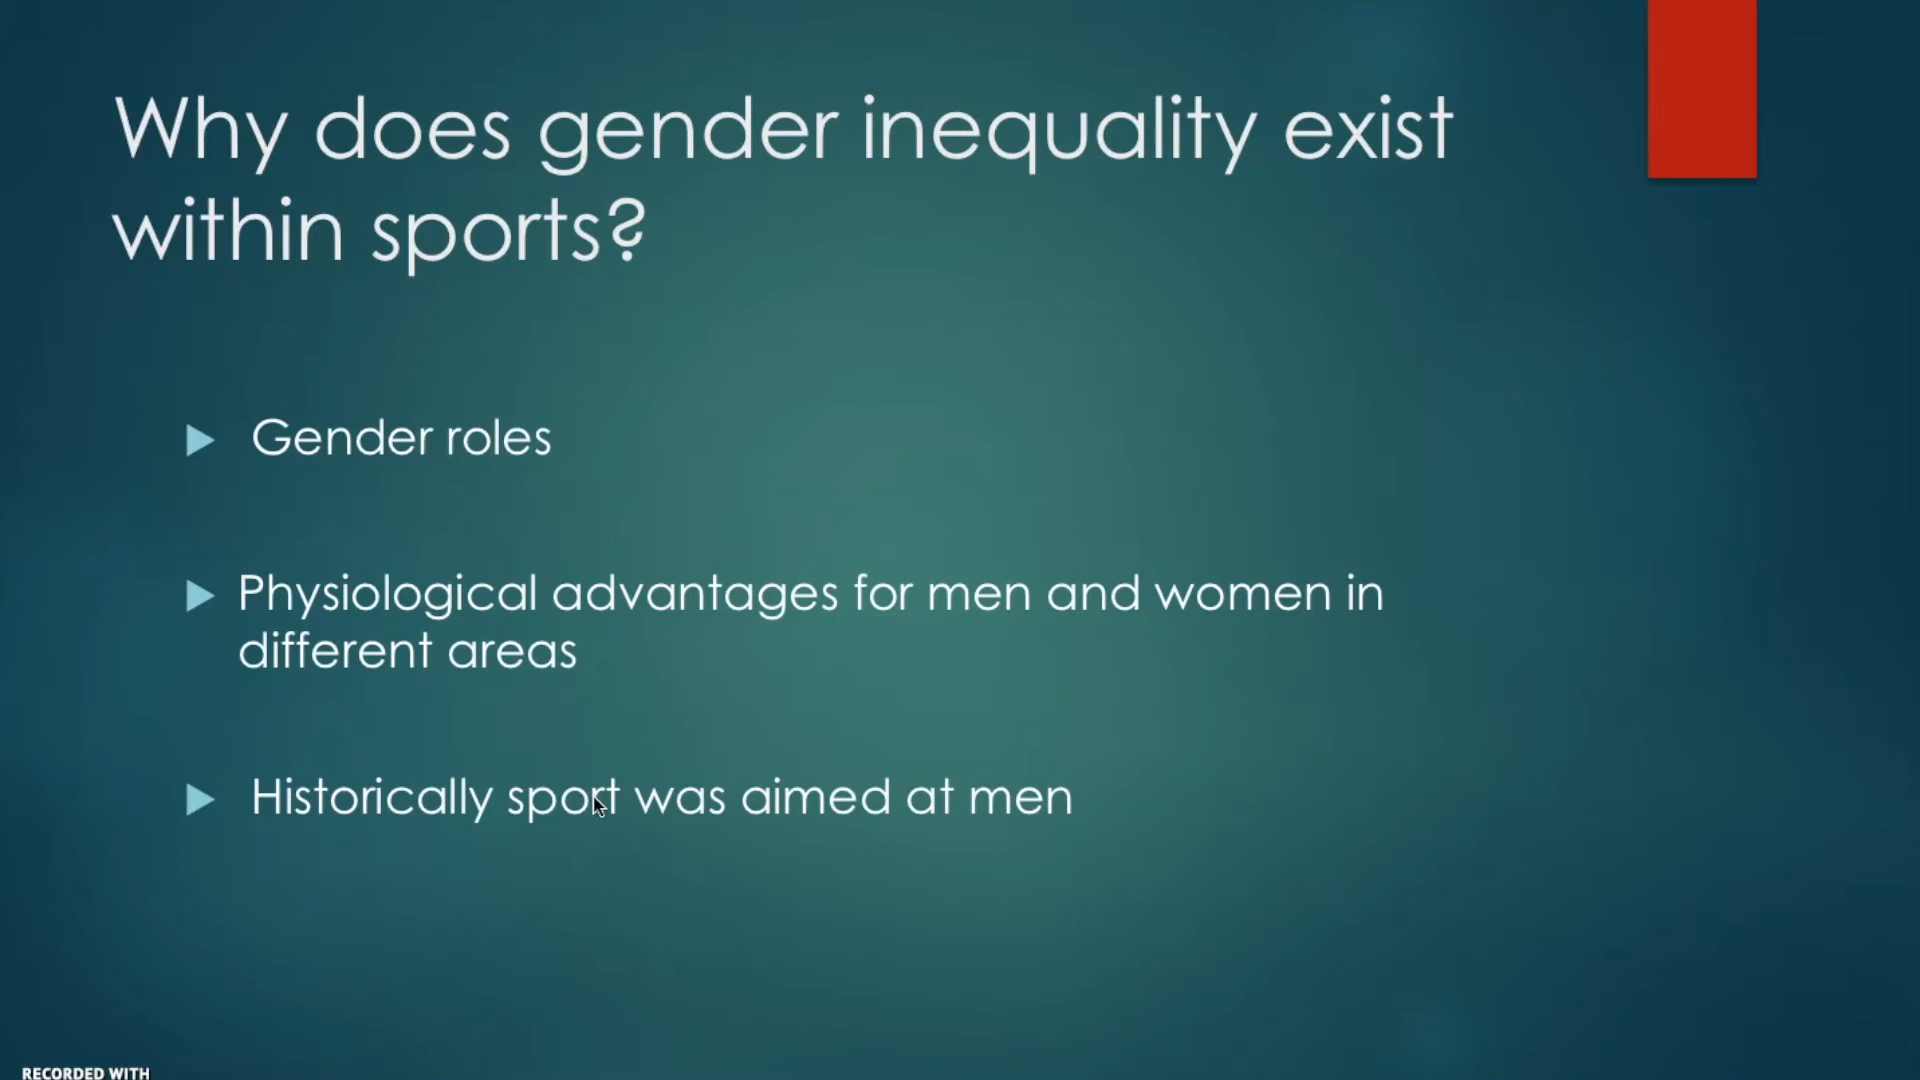 Why does gender inequality exist
within sports?
Gender roles
Physiological advantages for men and women in
different areas
Historically sport was aimed at men
RECORDED WITH